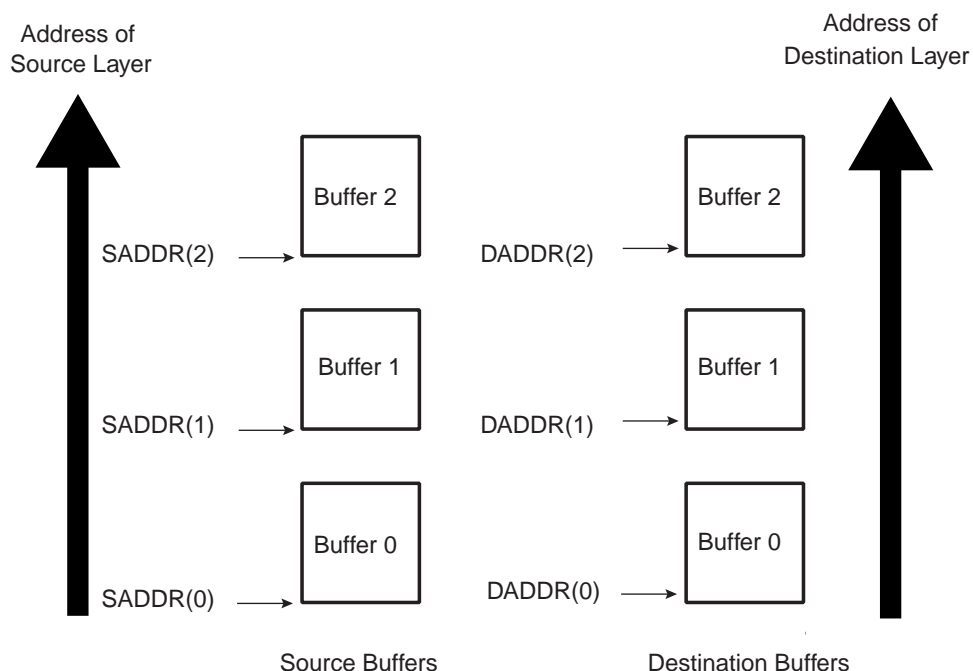 Address of
Source Layer
Address of
Destination Layer
Buffer 2
Buffer 2
SADDR(2)
DADDR(2)
Buffer 1
Buffer 1
SADDR(1)
DADDR(1)
Buffer 0
Buffer 0
SADDR(0)
DADDR(0)
Source Buffers
Destination Buffers